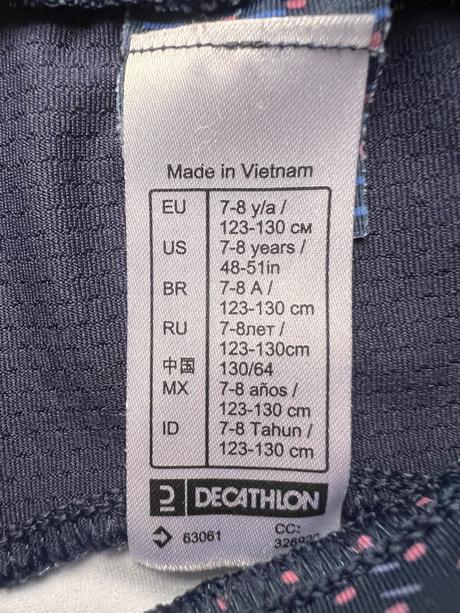 Made in Vietnam
EU 7-8 y/a /
123-130 см
US 7-8 years /
48-51in
BR 7-8 A /
123-130 cm
RU 7-8лет /
123-130cm
中国 130/64
MX 7-8 años /
123-130 cm
ID 7-8 Tahun /
123-130 cm
DECATHLON
63061 CC: